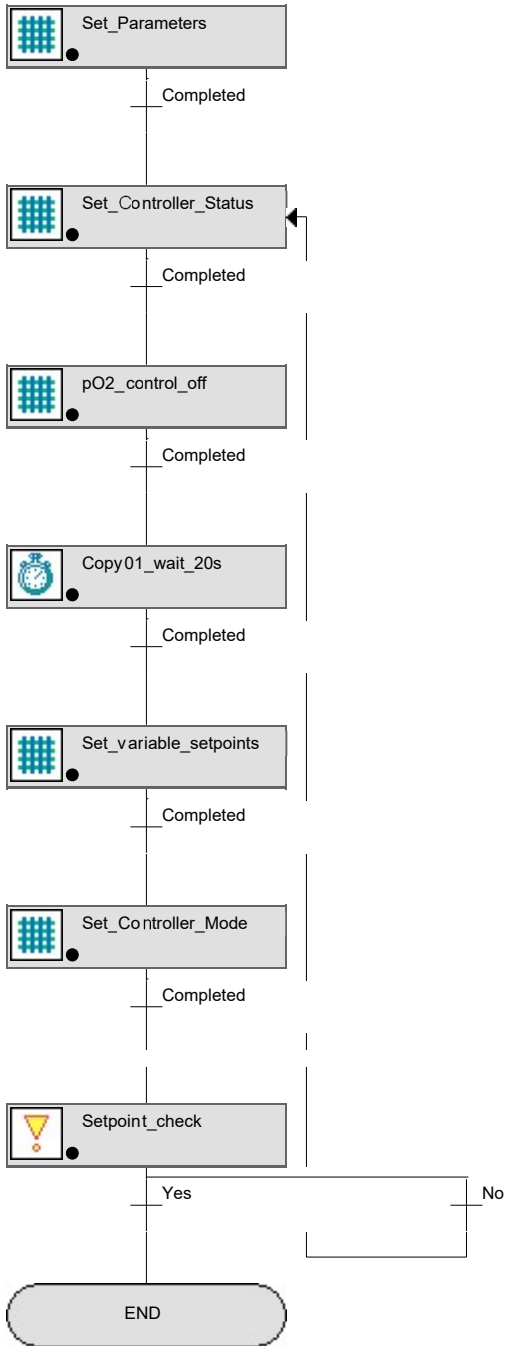 Set_Parameters
Completed
Set_Controller_Status
Completed
pO2_control_off
Completed
Copy01_wait_20s
Completed
Set_variable_setpoints
Completed
Set_Controller_Mode
Completed
Setpoint_check
Yes
No
END